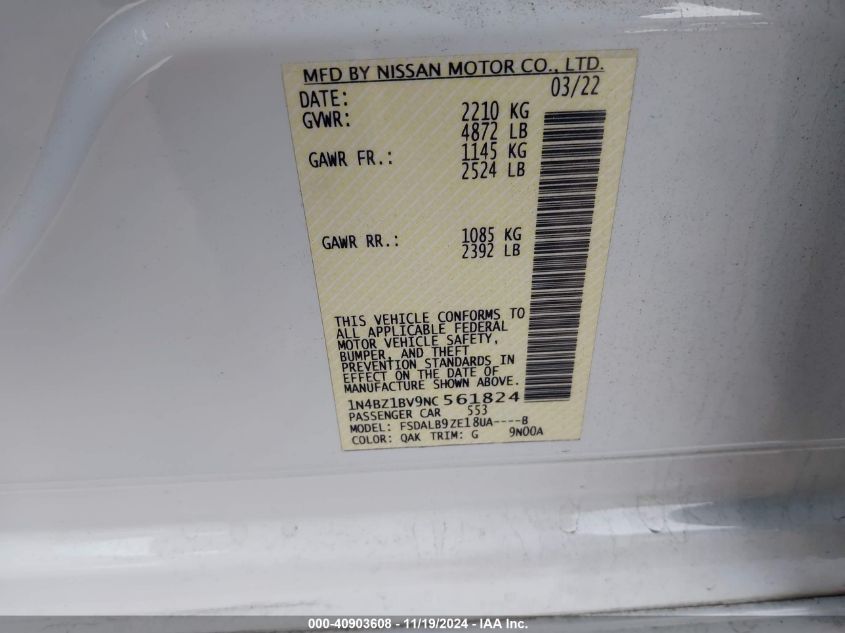 MFD BY NISSAN MOTOR CO., LTD.
DATE: 03/22
GVWR: 2210 KG
4872 LB
GAWR FR.: 1145 KG
2524 LB
GAWR RR.: 1085 KG
2392 LB
THIS VEHICLE CONFORMS TO
ALL APPLICABLE FEDERAL
MOTOR VEHICLE SAFETY,
BUMPER, AND THEFT
PREVENTION STANDARDS IN
EFFECT ON THE DATE OF
MANUFACTURE SHOWN ABOVE.
1N4BZ1BV9NC561824
PASSENGER CAR S53
MODEL: FSDALB9ZE18UA----B
COLOR: QAK TRIM: G 9N00A
000-40903608 - 11/19/2024 - IAA Inc.